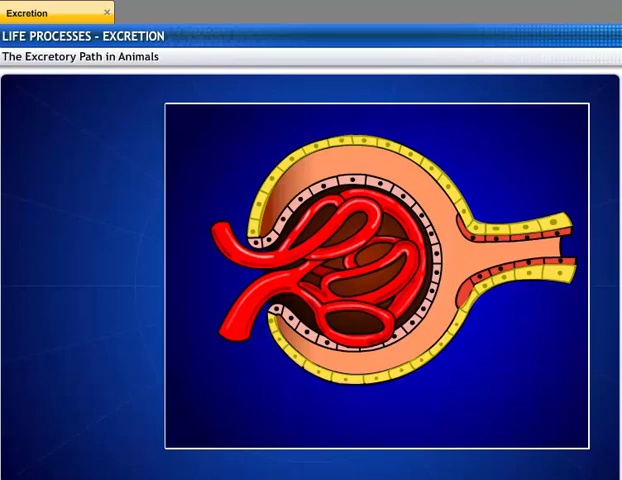 Excretion
LIFE PROCESSES - EXCRETION
The Excretory Path in Animals